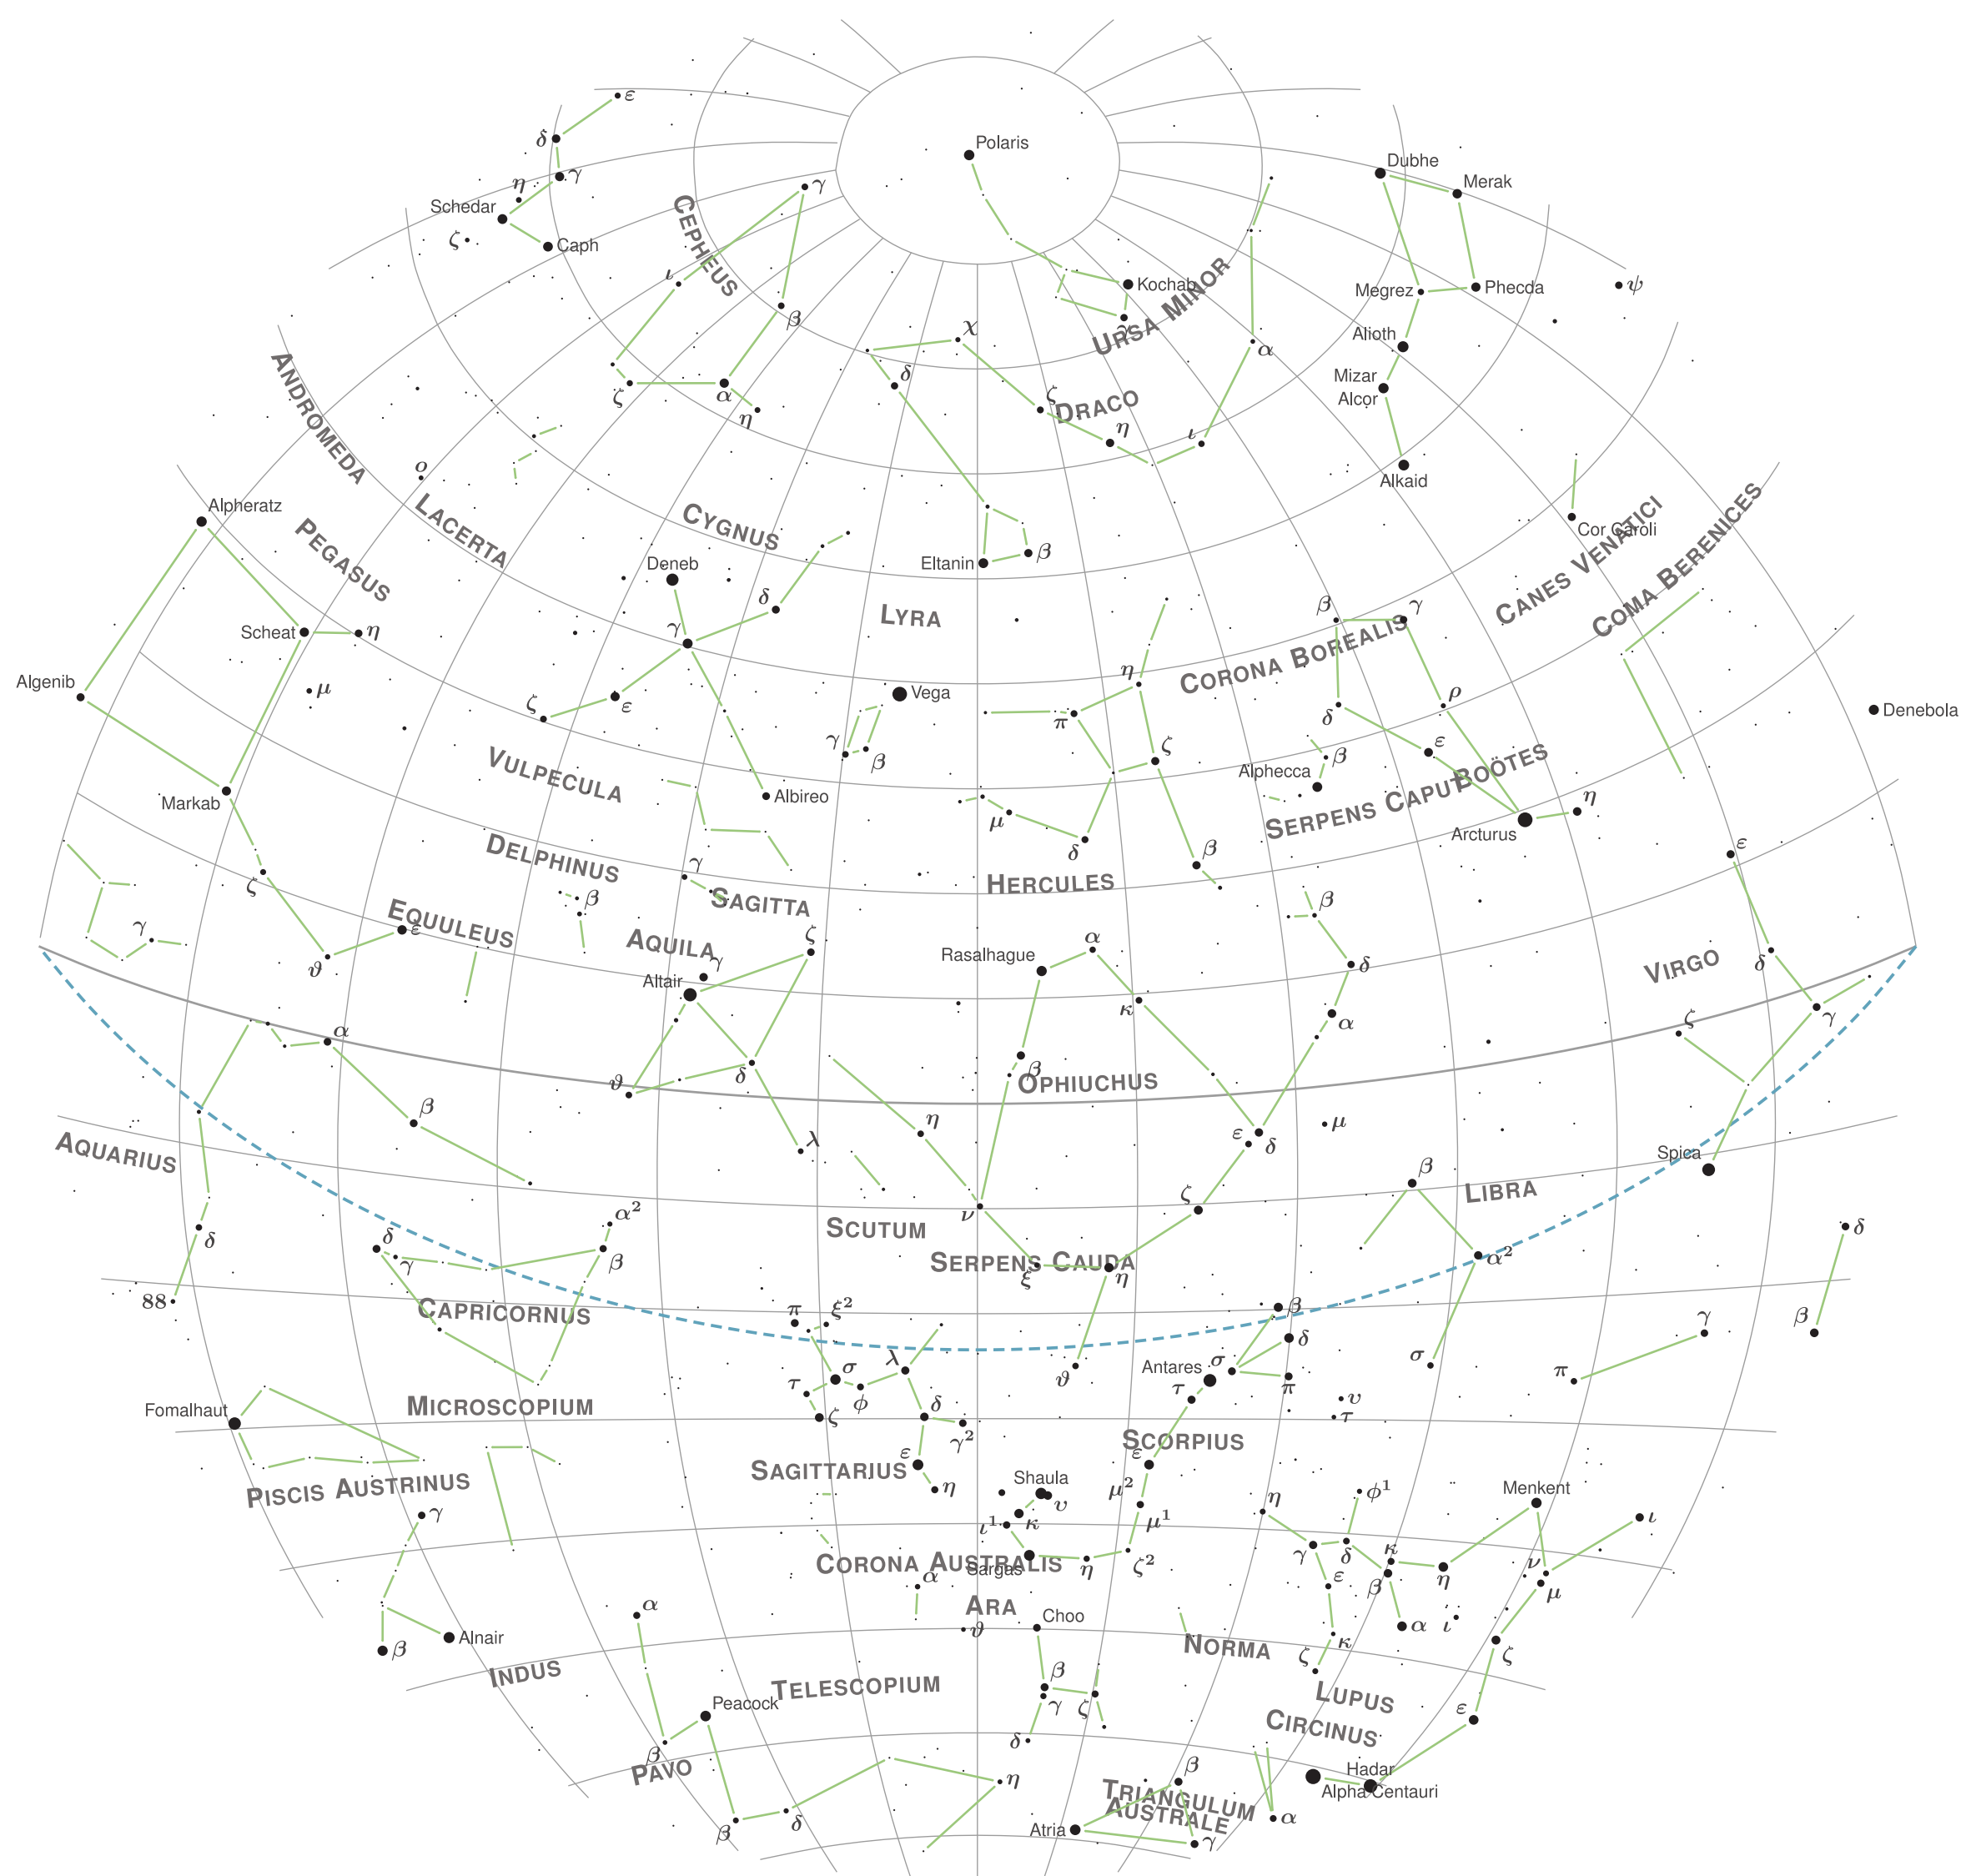 Polaris
ε
δ
γ
η
Schedar
ζ
Caph
CEPHEUS
γ
ι
β
ζ
α
η
Kochab
γ
URSA MINOR
Dubhe
Merak
Megrez
Phecda
ψ
Alioth
Mizar
Alcor
Alkaid
α
χ
δ
ζ
DRACO
η
ι
ANDROMEDA
ο
LACERTA
CYGNUS
Alpheratz
PEGASUS
Cor Caroli
CANES VENATICI
COMA BERENICES
Deneb
Eltanin
β
δ
LYRA
γ
Scheat
η
β
γ
CORONA BOREALIS
Algenib
μ
ζ
ε
Vega
η
π
ρ
δ
Denebola
γ
β
ζ
ε
β
Alphecca
BOÖTES
VULPECULA
Albireo
Markab
μ
δ
SERPENS CAPUT
Arcturus
η
DELPHINUS
γ
β
HERCULES
ε
ζ
β
SAGITTA
β
EQUULEUS
ε
γ
AQUILA
ζ
γ
Altair
Rasalhague
α
δ
VIRGO
δ
ϑ
κ
α
γ
ζ
α
ϑ
δ
β
OPHIUCHUS
β
λ
η
ε
δ
μ
AQUARIUS
Spica
β
LIBRA
ζ
ν
α²
SCUTUM
δ
δ
γ
β
SERPENS CAUDA
ξ
η
α²
δ
88
CAPRICORNUS
π
ξ²
β
δ
γ
β
λ
σ
τ
φ
ζ
ϑ
Antares
σ
π
τ
σ
π
υ
τ
MICROSCOPIUM
Fomalhaut
δ
γ²
SCORPIUS
ε
SAGITTARIUS
ε
η
PISCIS AUSTRINUS
Shaula
υ
κ
ι¹
μ²
μ¹
η
φ¹
Menkent
γ
ι
CORONA AUSTRALIS
Sargas
η
ζ²
γ
δ
κ
β
η
ν
μ
α
ε
ARA
Choo
α
ι
α
ϑ
κ
ζ
ζ
NORMA
Alnair
β
INDUS
TELESCOPIUM
β
γ
ζ
LUPUS
Peacock
CIRCINUS
ε
β
PAVO
δ
β
Hadar
Alpha Centauri
η
TRIANGULUM
AUSTRALE
β
δ
Atria
γ
α